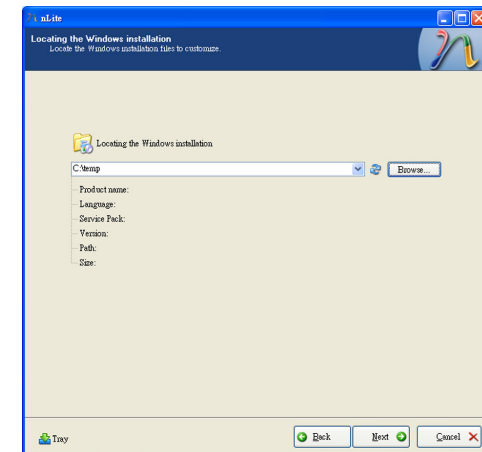 nLite
Locating the Windows installation
Locate the Windows installation files to customize.
Locating the Windows installation
C:\temp
Browse...
Product name:
Language:
Service Pack:
Version:
Path:
Size:
Tray
Back
Next
Cancel